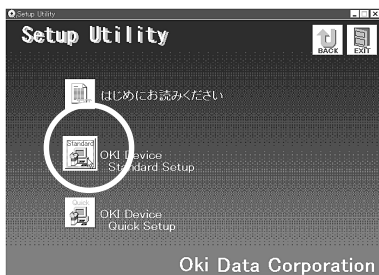 Setup Utility
Setup Utility
BACK
EXIT
はじめにお読みください
Standard
OKI Device
Standard Setup
Quick
OKI Device
Quick Setup
Oki Data Corporation